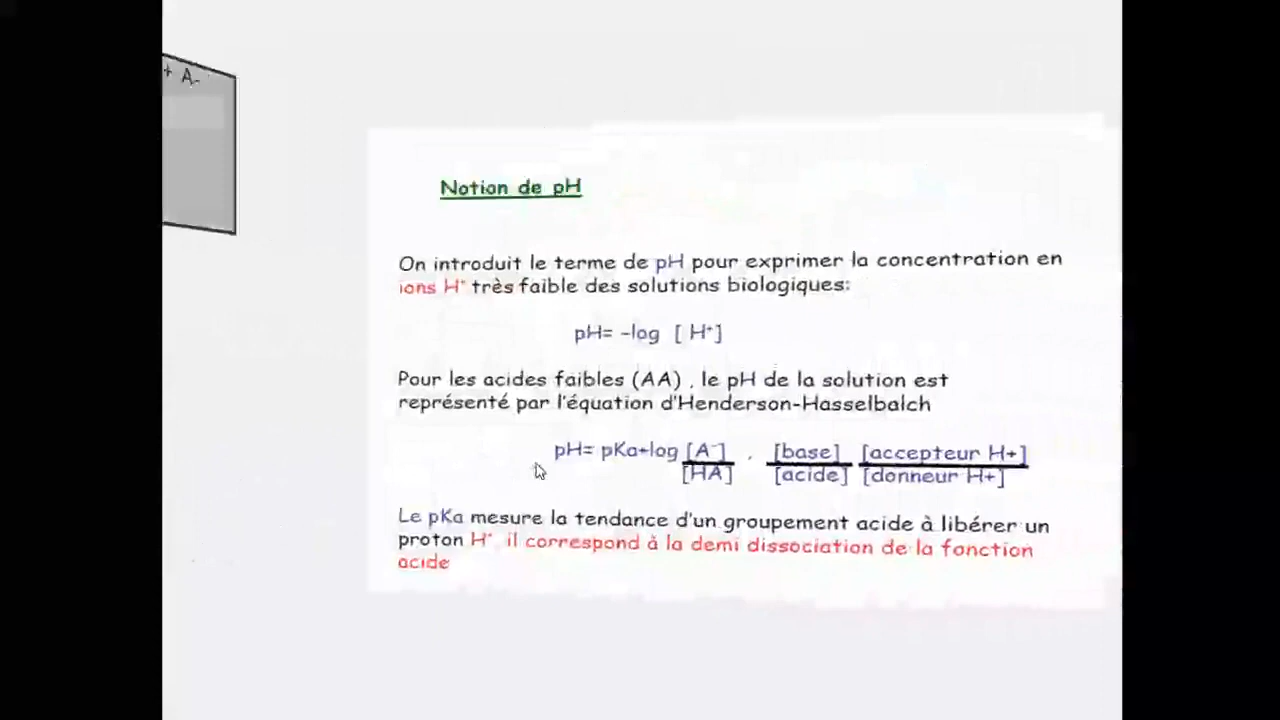 + A-
Notion de pH
On introduit le terme de pH pour exprimer la concentration en
ions H+ très faible des solutions biologiques:
pH= -log [ H+]
Pour les acides faibles (AA) , le pH de la solution est
représenté par l'équation d'Henderson-Hasselbalch
pH= pKa+log [A-] , [base] [accepteur H+]
[HA] [acide] [donneur H+]
Le pKa mesure la tendance d'un groupement acide à libérer un
proton H+, il correspond à la demi dissociation de la fonction
acide